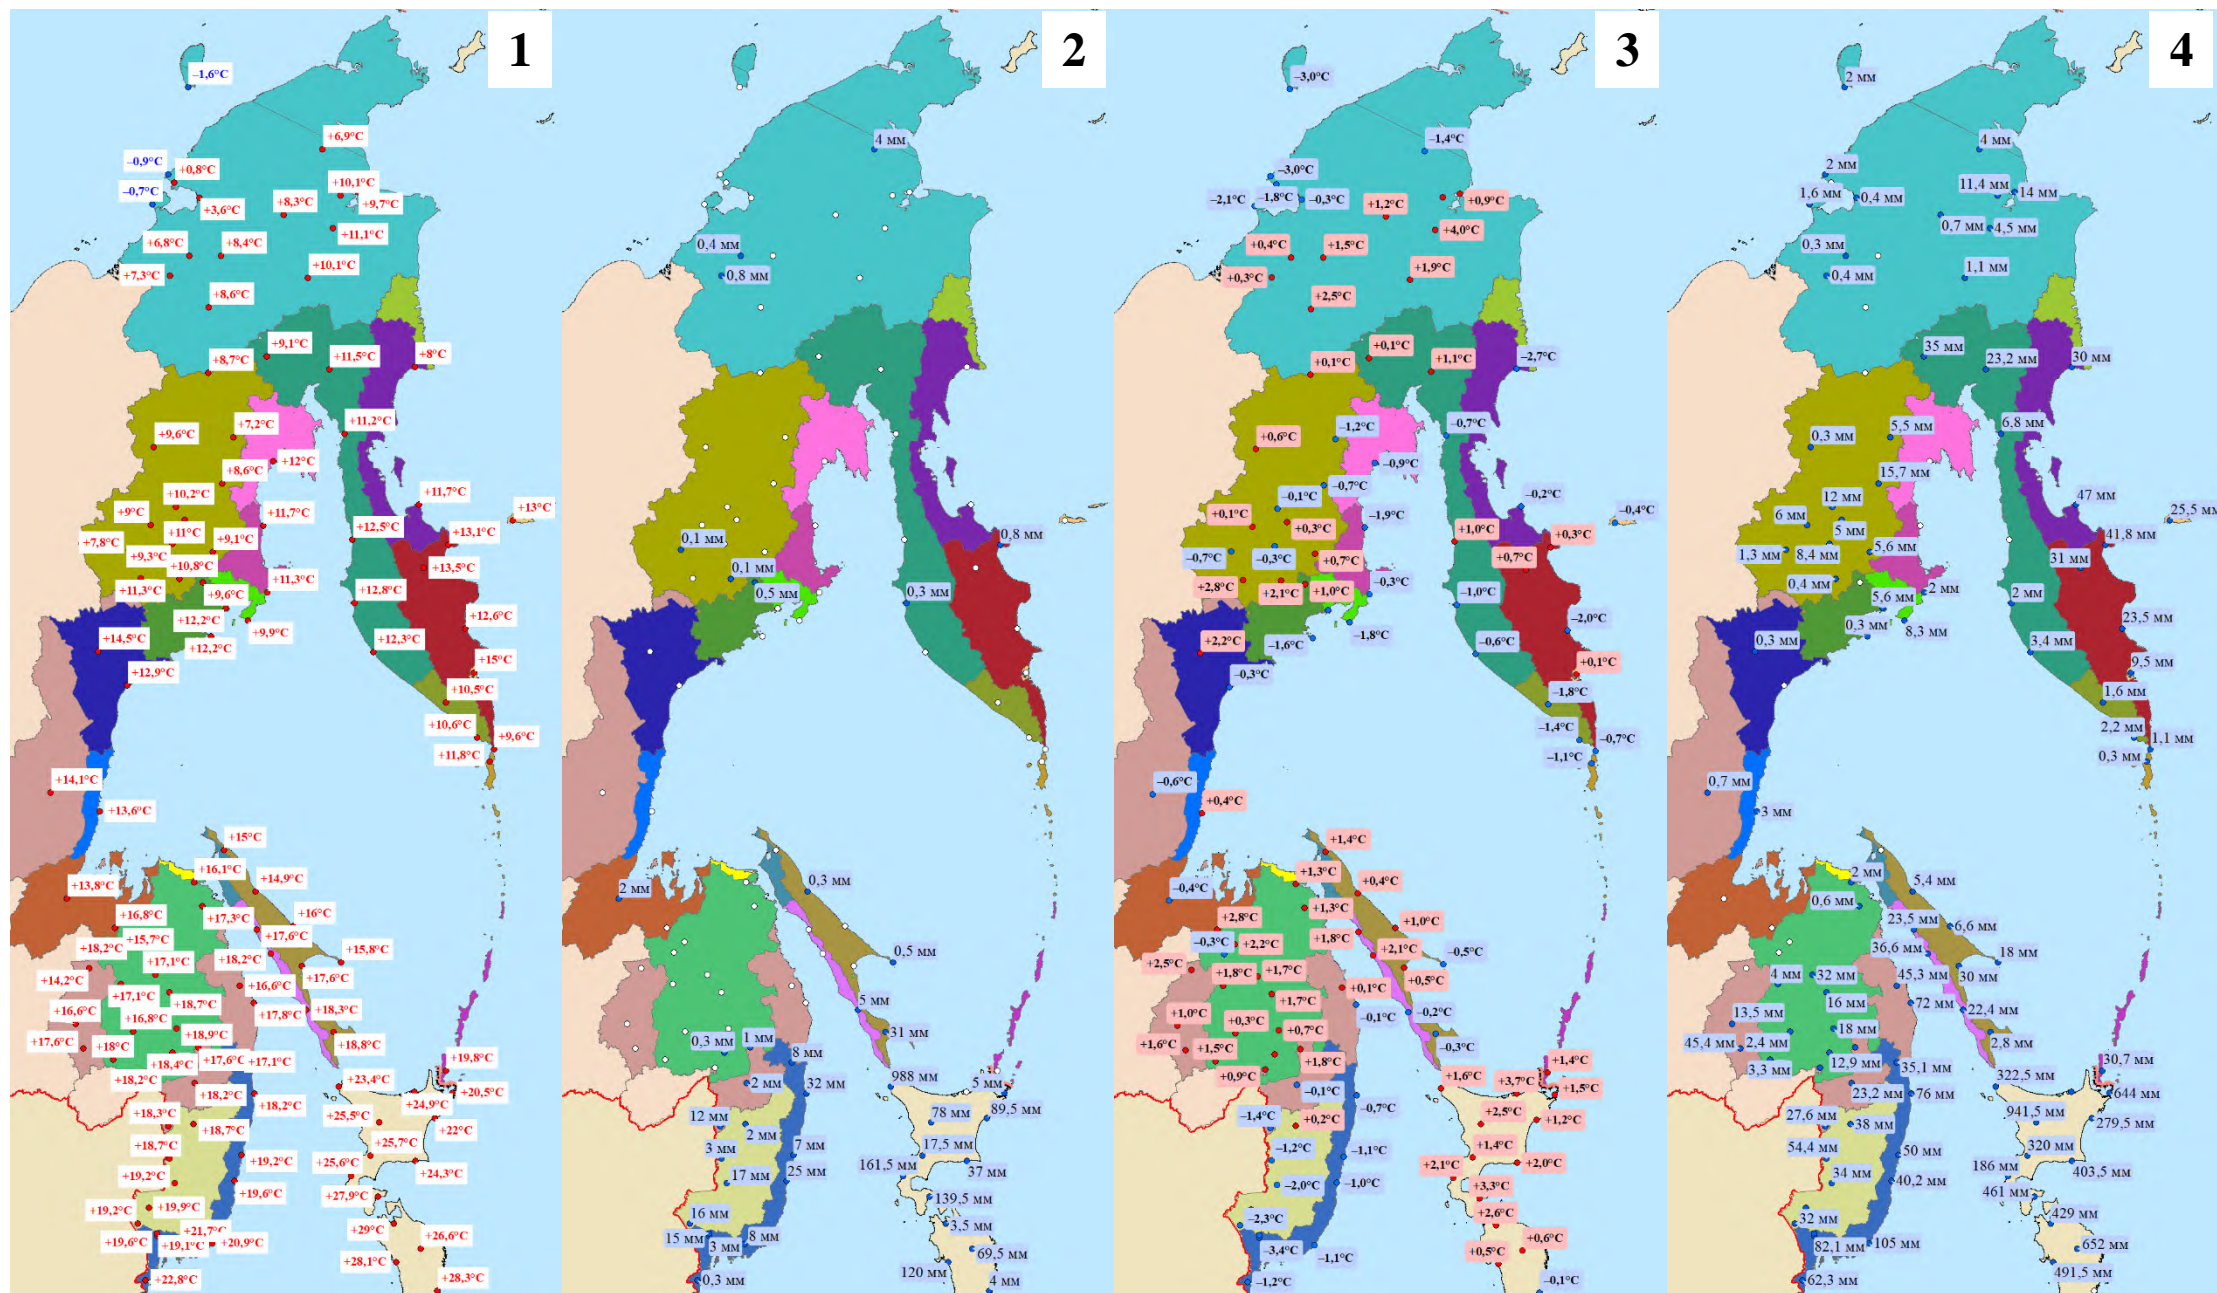 1
–1,6°C
+6,9°C
–0,9°C
+0,8°C
–0,7°C
+10,1°C
+3,6°C
+8,3°C
+9,7°C
+11,1°C
+6,8°C
+8,4°C
+7,3°C
+10,1°C
+8,6°C
+9,1°C
+8,7°C
+11,5°C
+8°C
+11,2°C
+7,2°C
+9,6°C
+12°C
+8,6°C
+10,2°C
+11,7°C
+13°C
+9°C
+11,7°C
+11°C
+12,5°C
+13,1°C
+7,8°C
+9,1°C
+9,3°C
+10,8°C
+13,5°C
+11,3°C
+11,3°C
+12,8°C
+9,6°C
+12,6°C
+12,2°C
+9,9°C
+14,5°C
+12,2°C
+12,3°C
+15°C
+12,9°C
+10,5°C
+10,6°C
+9,6°C
+11,8°C
+14,1°C
+13,6°C
+15°C
+16,1°C
+13,8°C
+14,9°C
+16,8°C
+17,3°C
+16°C
+15,7°C
+17,6°C
+18,2°C
+15,8°C
+14,2°C
+17,1°C
+18,2°C
+17,6°C
+17,1°C
+16,6°C
+18,7°C
+16,6°C
+17,8°C
+18,3°C
+16,8°C
+17,6°C
+18,9°C
+18°C
+18,8°C
+18,4°C
+17,6°C
+17,1°C
+19,8°C
+18,2°C
+23,4°C
+18,2°C
+18,2°C
+20,5°C
+24,9°C
+18,3°C
+25,5°C
+22°C
+18,7°C
+18,7°C
+25,7°C
+19,2°C
+25,6°C
+24,3°C
+19,2°C
+19,6°C
+27,9°C
+19,9°C
+19,2°C
+29°C
+21,7°C
+26,6°C
+19,6°C
+19,1°C
+20,9°C
+28,1°C
+22,8°C
+28,3°C
2
4 мм
0,4 мм
0,8 мм
0,8 мм
0,1 мм
0,1 мм
0,5 мм
0,3 мм
2 мм
0,3 мм
0,5 мм
5 мм
31 мм
0,3 мм
1 мм
8 мм
988 мм
5 мм
2 мм
32 мм
12 мм
78 мм
89,5 мм
2 мм
3 мм
7 мм
17,5 мм
161,5 мм
37 мм
17 мм
25 мм
139,5 мм
16 мм
3,5 мм
15 мм
3 мм
8 мм
69,5 мм
120 мм
0,3 мм
4 мм
3
–3,0°C
–1,4°C
–3,0°C
–2,1°C
–1,8°C
–0,3°C
+1,2°C
+0,9°C
+4,0°C
+0,4°C
+1,5°C
+0,3°C
+1,9°C
+2,5°C
+0,1°C
+0,1°C
+1,1°C
–2,7°C
–1,2°C
–0,7°C
+0,6°C
–0,9°C
–0,7°C
–0,1°C
–0,2°C
+0,1°C
–1,9°C
–0,4°C
+0,3°C
+1,0°C
+0,3°C
–0,7°C
–0,3°C
+0,7°C
+0,7°C
+2,8°C
+2,1°C
+1,0°C
–0,3°C
–1,0°C
–2,0°C
–1,8°C
+2,2°C
–1,6°C
–0,6°C
+0,1°C
–0,3°C
–1,8°C
–1,4°C
–0,7°C
–1,1°C
–0,6°C
+0,4°C
+1,4°C
+1,3°C
–0,4°C
+0,4°C
+2,8°C
+1,3°C
+1,0°C
–0,3°C
+2,2°C
+1,8°C
+2,1°C
–0,5°C
+2,5°C
+1,8°C
+1,7°C
+0,5°C
+0,1°C
+1,7°C
+1,0°C
–0,1°C
–0,2°C
+0,3°C
+0,7°C
+1,6°C
+1,5°C
–0,3°C
+1,8°C
+1,4°C
+0,9°C
+1,6°C
+3,7°C
+1,5°C
–0,1°C
–0,7°C
–1,4°C
+0,2°C
+2,5°C
+1,2°C
–1,2°C
–1,1°C
+1,4°C
+2,1°C
+2,0°C
–2,0°C
–1,0°C
+3,3°C
–2,3°C
+2,6°C
–3,4°C
–1,1°C
+0,6°C
+0,5°C
–1,2°C
–0,1°C
4
2 мм
4 мм
2 мм
1,6 мм
0,4 мм
11,4 мм
14 мм
0,7 мм
4,5 мм
0,3 мм
0,4 мм
1,1 мм
35 мм
23,2 мм
30 мм
5,5 мм
6,8 мм
0,3 мм
15,7 мм
12 мм
47 мм
25,5 мм
6 мм
5 мм
41,8 мм
1,3 мм
8,4 мм
5,6 мм
31 мм
0,4 мм
2 мм
5,6 мм
2 мм
0,3 мм
8,3 мм
23,5 мм
0,3 мм
3,4 мм
9,5 мм
1,6 мм
2,2 мм
1,1 мм
0,3 мм
0,7 мм
3 мм
2 мм
5,4 мм
0,6 мм
23,5 мм
6,6 мм
36,6 мм
18 мм
4 мм
32 мм
45,3 мм
30 мм
16 мм
72 мм
22,4 мм
13,5 мм
18 мм
45,4 мм
2,4 мм
2,8 мм
12,9 мм
30,7 мм
3,3 мм
35,1 мм
322,5 мм
23,2 мм
76 мм
644 мм
27,6 мм
38 мм
941,5 мм
279,5 мм
54,4 мм
50 мм
320 мм
186 мм
403,5 мм
34 мм
40,2 мм
461 мм
32 мм
429 мм
82,1 мм
105 мм
652 мм
62,3 мм
491,5 мм